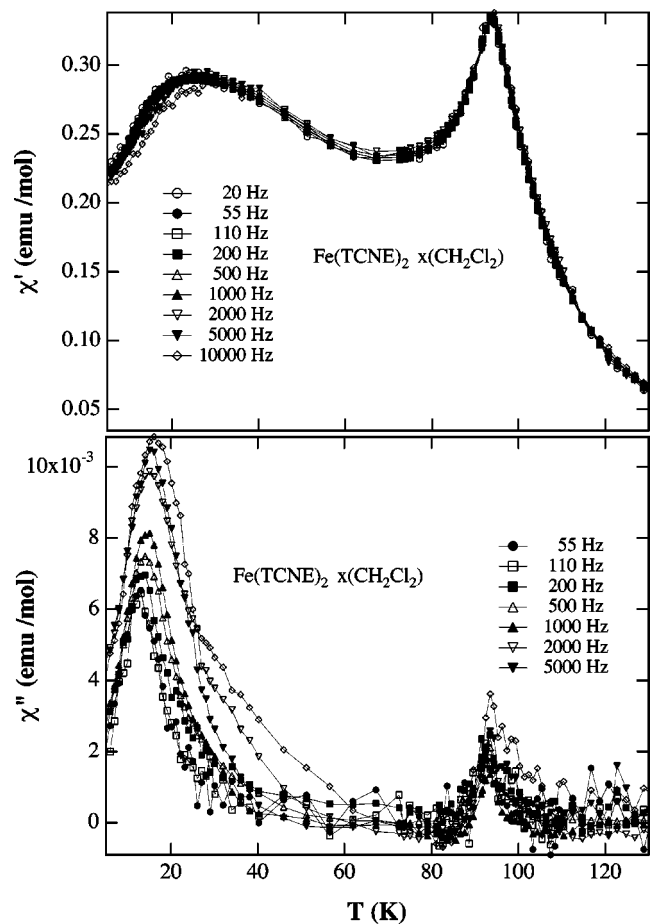 0.30
0.25
0.20
0.15
0.10
0.05
χ' (emu /mol)
20 Hz
55 Hz
110 Hz
200 Hz
500 Hz
1000 Hz
2000 Hz
5000 Hz
10000 Hz
Fe(TCNE)₂ x(CH₂Cl₂)
10x10⁻³
8
6
4
2
0
χ" (emu /mol)
Fe(TCNE)₂ x(CH₂Cl₂)
55 Hz
110 Hz
200 Hz
500 Hz
1000 Hz
2000 Hz
5000 Hz
20 40 60 80 100 120
T (K)